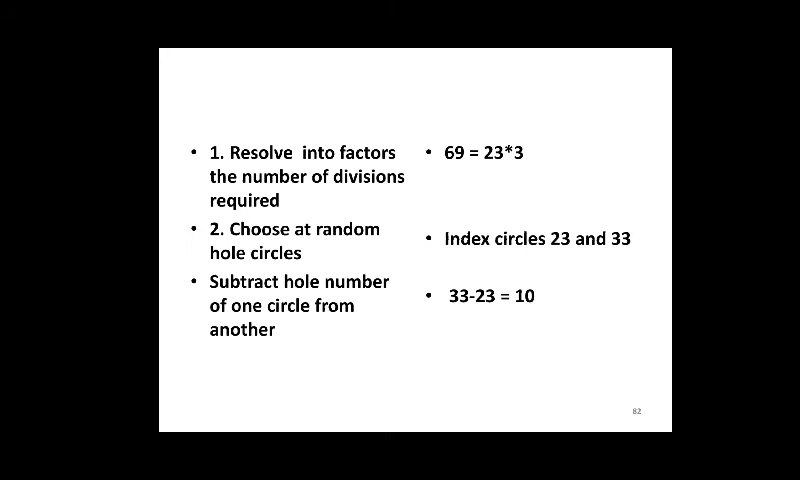 • 1. Resolve into factors
the number of divisions
required
• 2. Choose at random
hole circles
• Subtract hole number
of one circle from
another
• 69 = 23*3
• Index circles 23 and 33
• 33-23 = 10
82